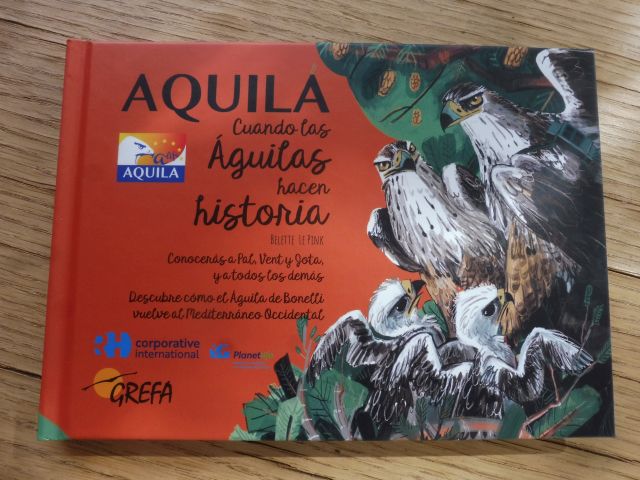 AQUILA
Cuando las
Águilas
hacen
historia
BELETTE LE PINK
AQUILA
Conocerás a Pal, Vent y Jota,
y a todos los demás
Descubre cómo el Águila de Bonelli
vuelve al Mediterráneo Occidental
corporative
international
Planet
GREFA